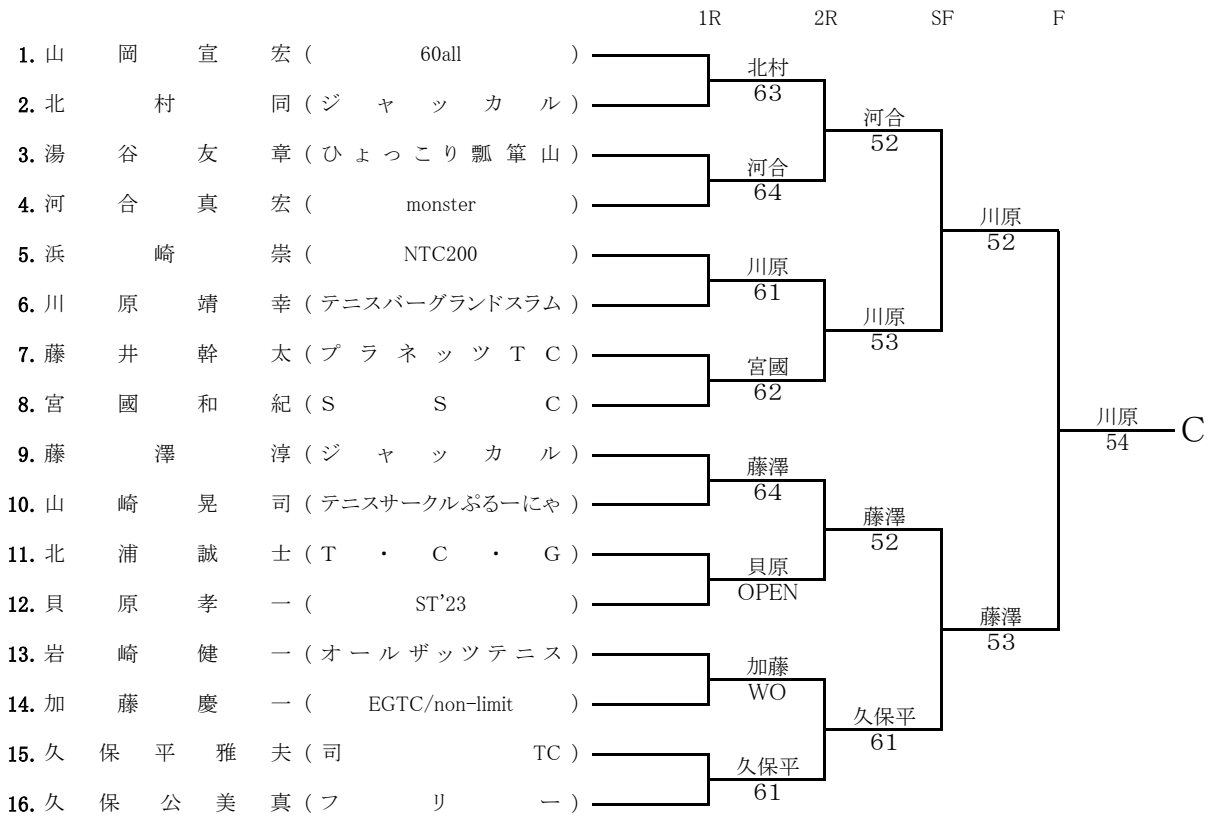 1R 2R SF F
1. 山岡宣宏 ( 60all )
北村
63
2. 北村同 ( ジャッカル )
河合
52
3. 湯谷友章 ( ひょっこり瓢箪山 )
河合
64
4. 河合真宏 ( monster )
川原
52
5. 浜崎崇 ( NTC200 )
川原
61
6. 川原靖幸 ( テニスバーグランドスラム )
川原
53
7. 藤井幹太 ( プラネッツTC )
宮國
62
8. 宮國和紀 ( SSC )
川原
54
C
9. 藤澤淳 ( ジャッカル )
藤澤
64
10. 山崎晃司 ( テニスサークルぷるーにゃ )
藤澤
52
11. 北浦誠士 ( T・C・G )
貝原
OPEN
12. 貝原孝一 ( ST'23 )
藤澤
53
13. 岩崎健一 ( オールザッツテニス )
加藤
WO
14. 加藤慶一 ( EGTC/non-limit )
久保平
61
15. 久保平雅夫 ( 司TC )
久保平
61
16. 久保公美真 ( フリー )